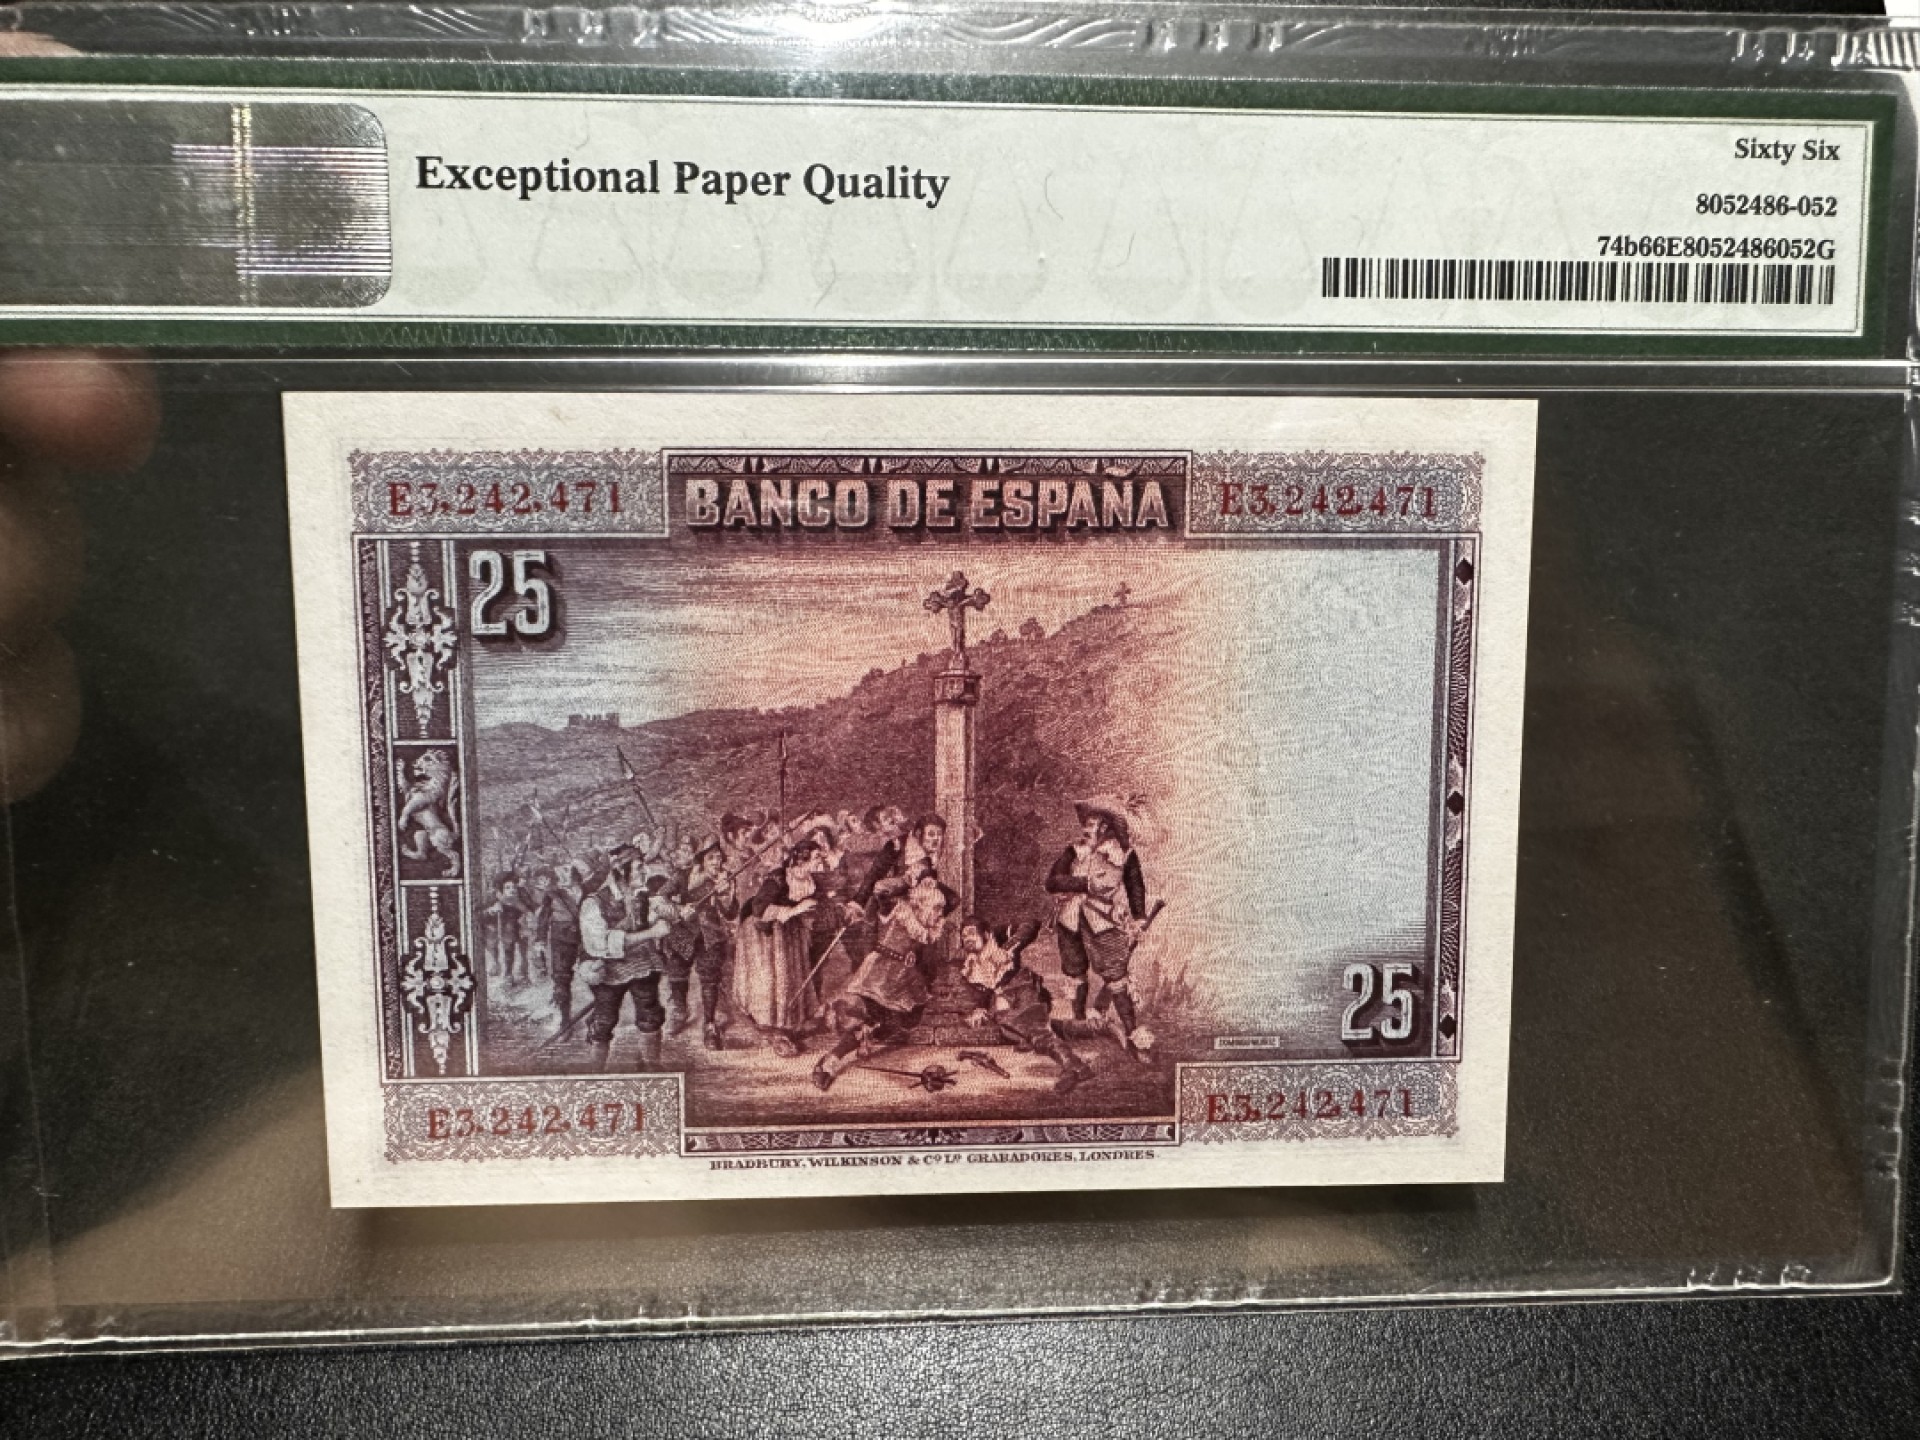 Exceptional Paper Quality
Sixty Six
8052486-052
74b66E8052486052G
E3,242,471 BANCO DE ESPAÑA E3,242,471
25
25
E3,242,471 E3,242,471
BRADBURY, WILKINSON & Cº Lº GRABADORES, LONDRES.